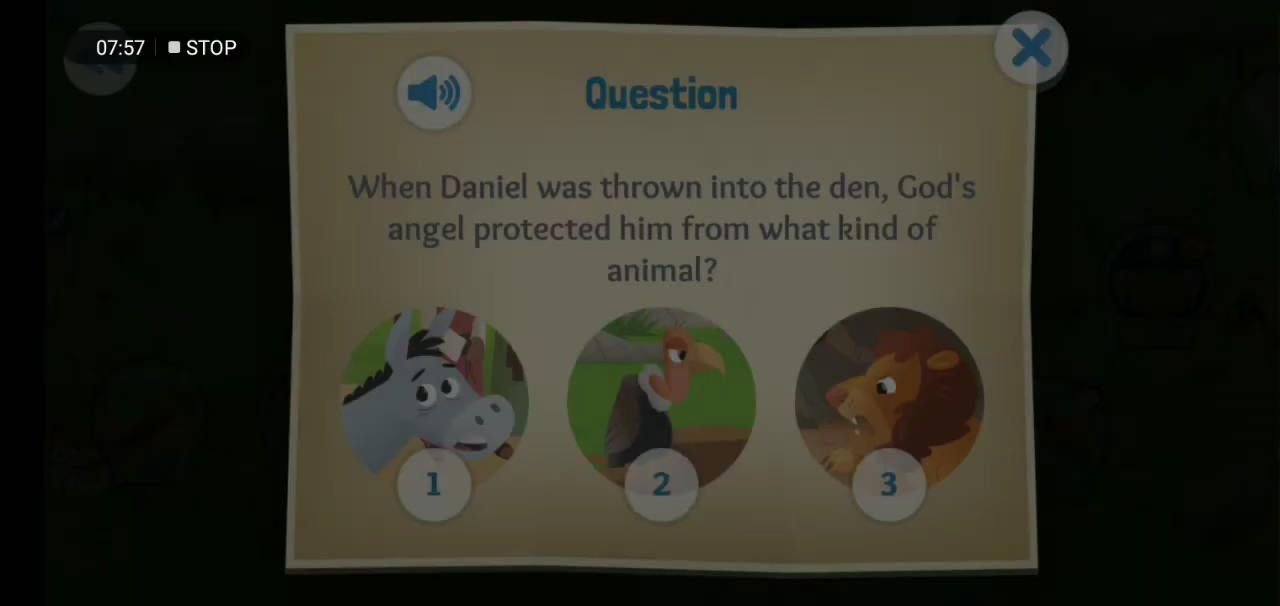 07:57 STOP
Question
When Daniel was thrown into the den, God's
angel protected him from what kind of
animal?
1 2 3